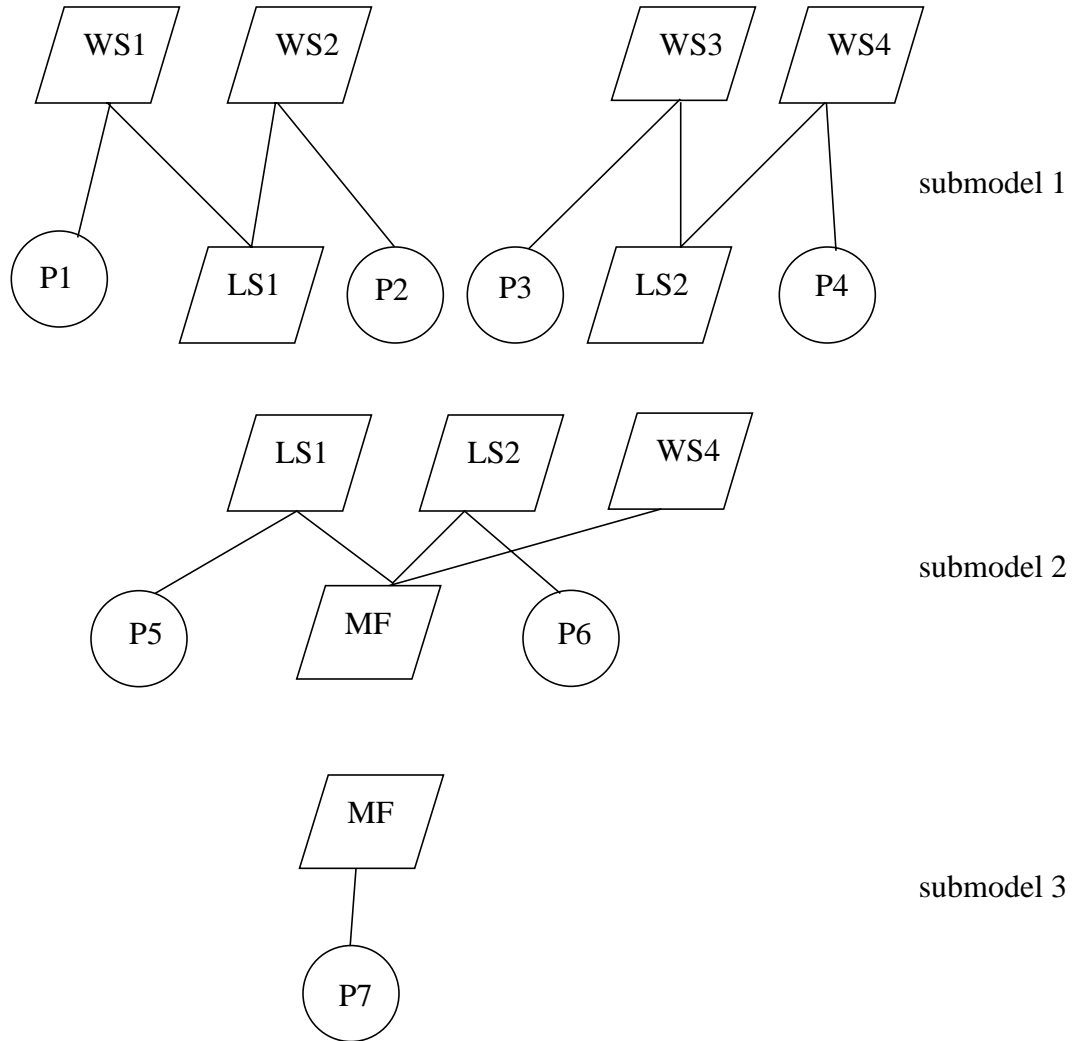 WS1 WS2 WS3 WS4
submodel 1
P1 LS1 P2 P3 LS2 P4
LS1 LS2 WS4
submodel 2
P5 MF P6
MF
submodel 3
P7